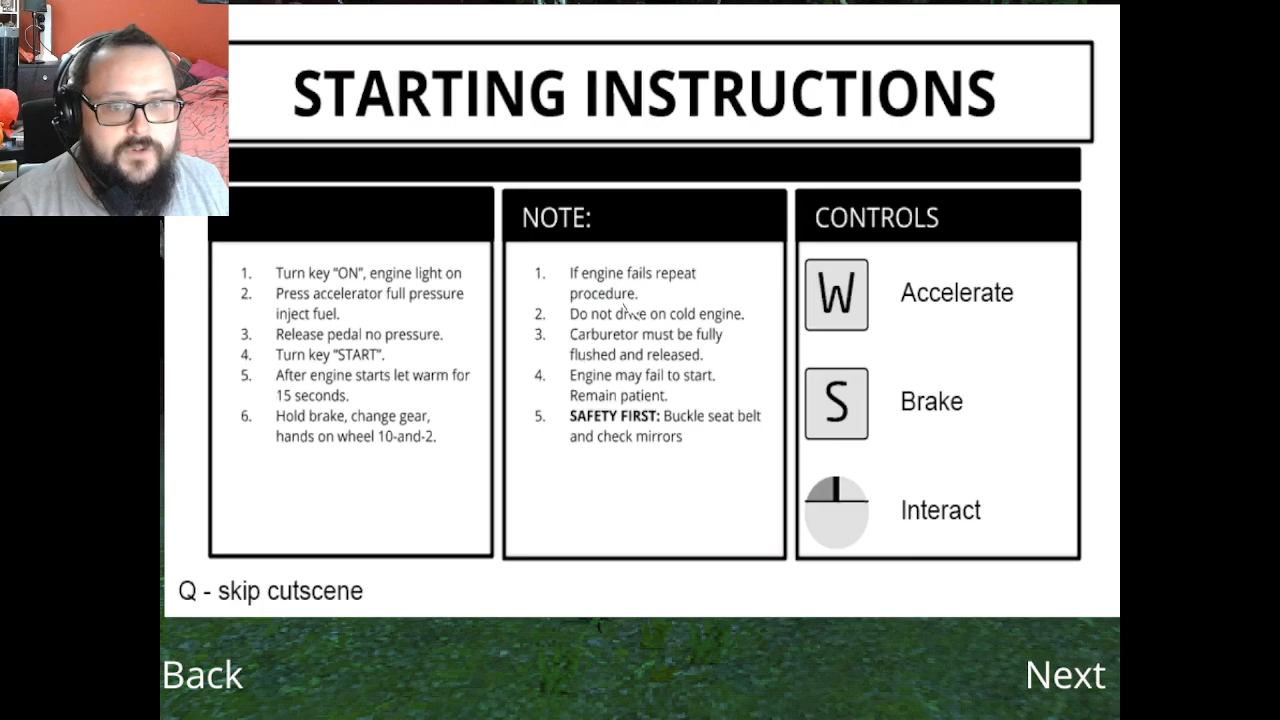 STARTING INSTRUCTIONS
1. Turn key "ON", engine light on
2. Press accelerator full pressure
inject fuel.
3. Release pedal no pressure.
4. Turn key "START".
5. After engine starts let warm for
15 seconds.
6. Hold brake, change gear,
hands on wheel 10-and-2.
NOTE:
1. If engine fails repeat
procedure.
2. Do not drive on cold engine.
3. Carburetor must be fully
flushed and released.
4. Engine may fail to start.
Remain patient.
5. SAFETY FIRST: Buckle seat belt
and check mirrors
CONTROLS
W Accelerate
S Brake
Interact
Q - skip cutscene
Back
Next